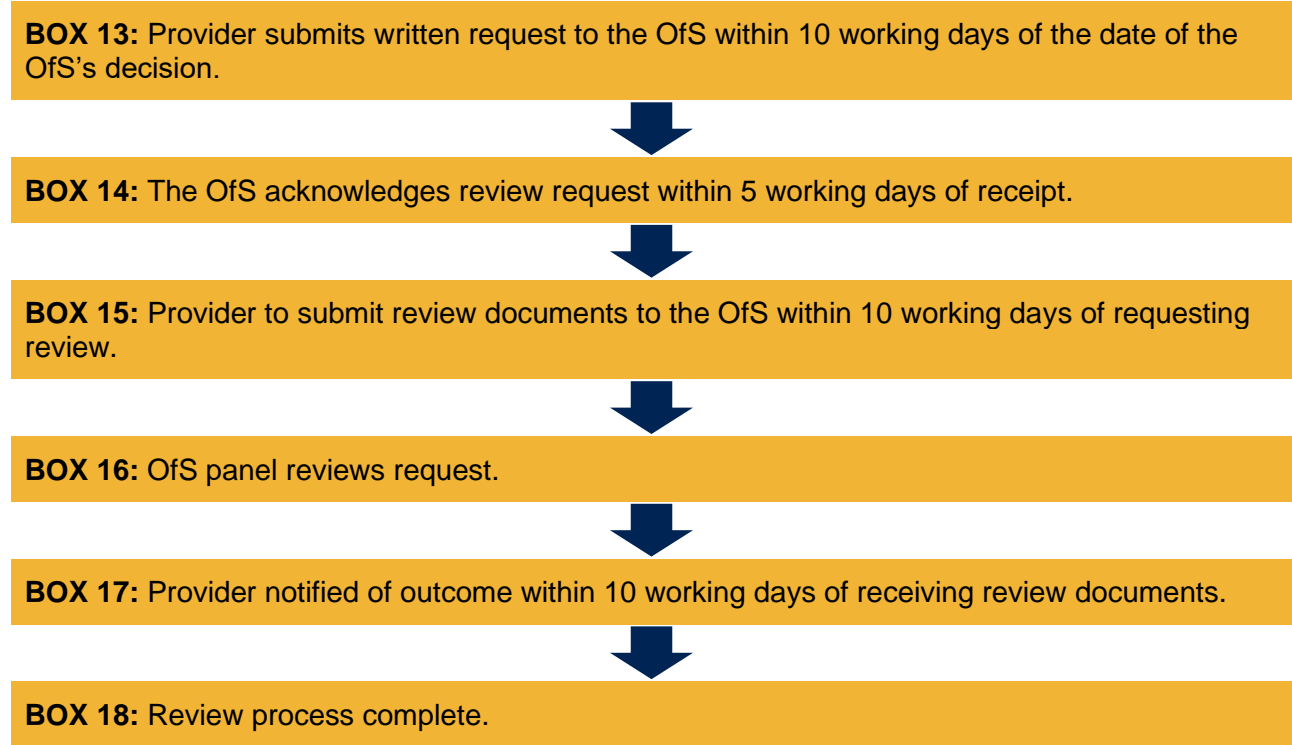 BOX 13: Provider submits written request to the OfS within 10 working days of the date of the
OfS’s decision.
BOX 14: The OfS acknowledges review request within 5 working days of receipt.
BOX 15: Provider to submit review documents to the OfS within 10 working days of requesting
review.
BOX 16: OfS panel reviews request.
BOX 17: Provider notified of outcome within 10 working days of receiving review documents.
BOX 18: Review process complete.